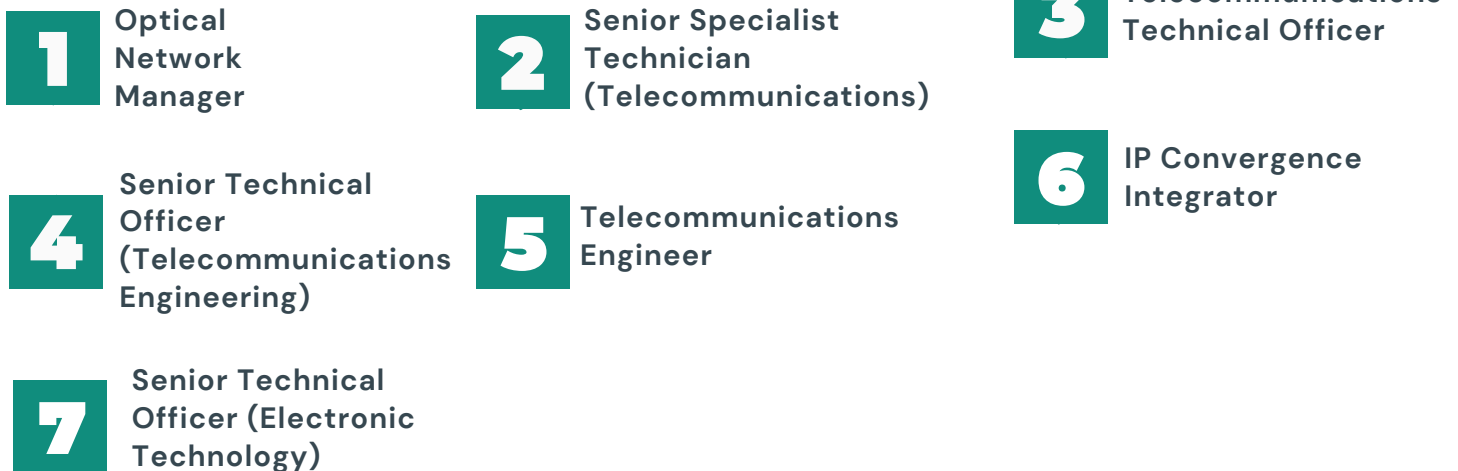 1
Optical
Network
Manager
2
Senior Specialist
Technician
(Telecommunications)
3
Telecommunications
Technical Officer
4
Senior Technical
Officer
(Telecommunications
Engineering)
5
Telecommunications
Engineer
6
IP Convergence
Integrator
7
Senior Technical
Officer (Electronic
Technology)